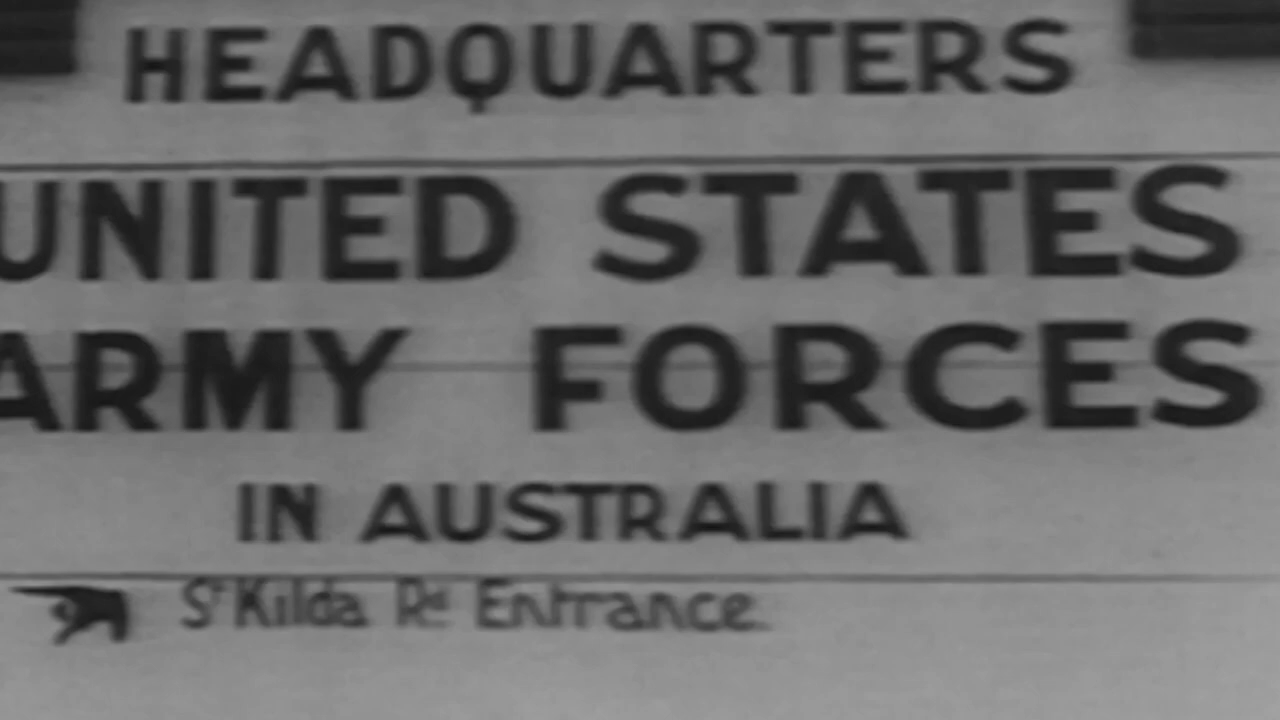 HEADQUARTERS
UNITED STATES
ARMY FORCES
IN AUSTRALIA
St Kilda Rd Entrance.